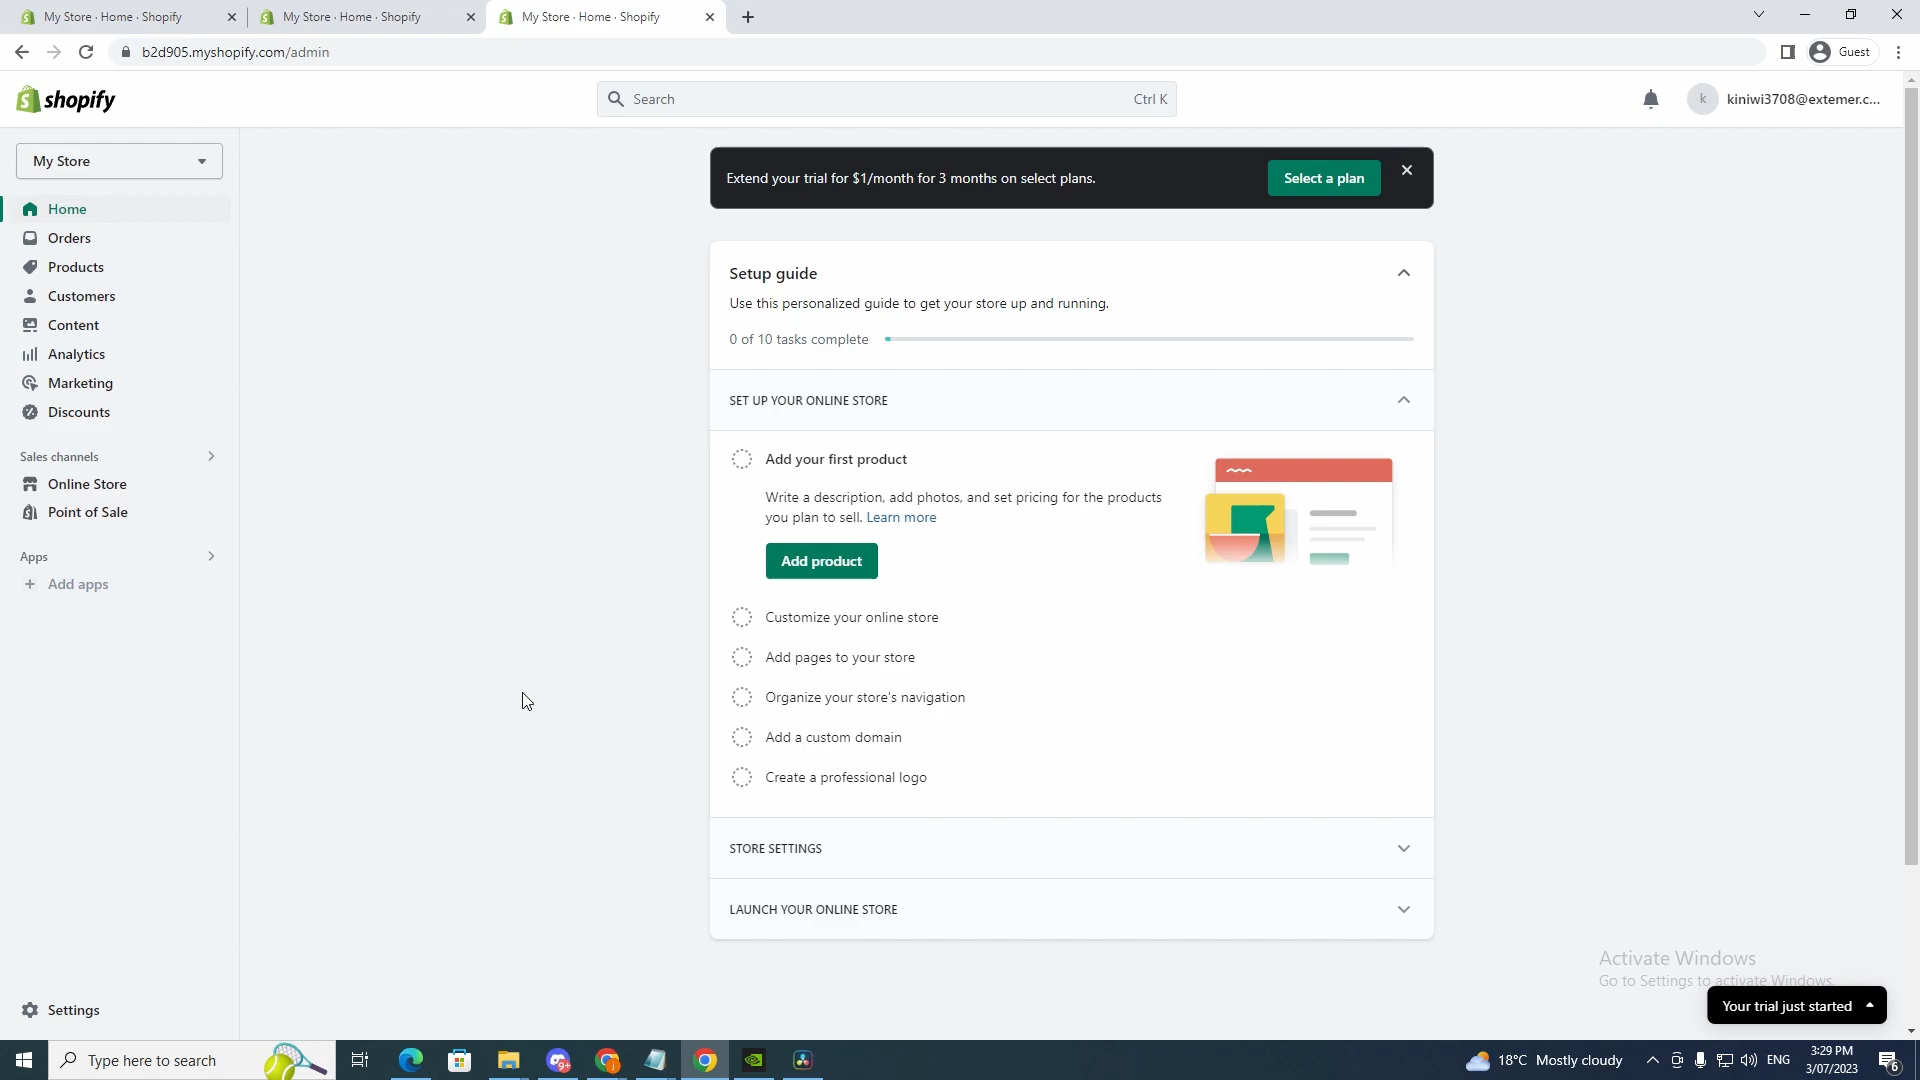 My Store · Home · Shopify
My Store · Home · Shopify
My Store · Home · Shopify
b2d905.myshopify.com/admin
Guest
shopify
Search
Ctrl K
k
kiniwi3708@extemer.c...
My Store
Extend your trial for $1/month for 3 months on select plans.
Select a plan
Home
Orders
Products
Customers
Content
Analytics
Marketing
Discounts
Sales channels
Online Store
Point of Sale
Apps
Add apps
Settings
Setup guide
Use this personalized guide to get your store up and running.
0 of 10 tasks complete
SET UP YOUR ONLINE STORE
Add your first product
Write a description, add photos, and set pricing for the products
you plan to sell. Learn more
Add product
Customize your online store
Add pages to your store
Organize your store's navigation
Add a custom domain
Create a professional logo
STORE SETTINGS
LAUNCH YOUR ONLINE STORE
Activate Windows
Go to Settings to activate Windows.
Your trial just started
Type here to search
9+
18°C Mostly cloudy
ENG
3:29 PM
3/07/2023
6